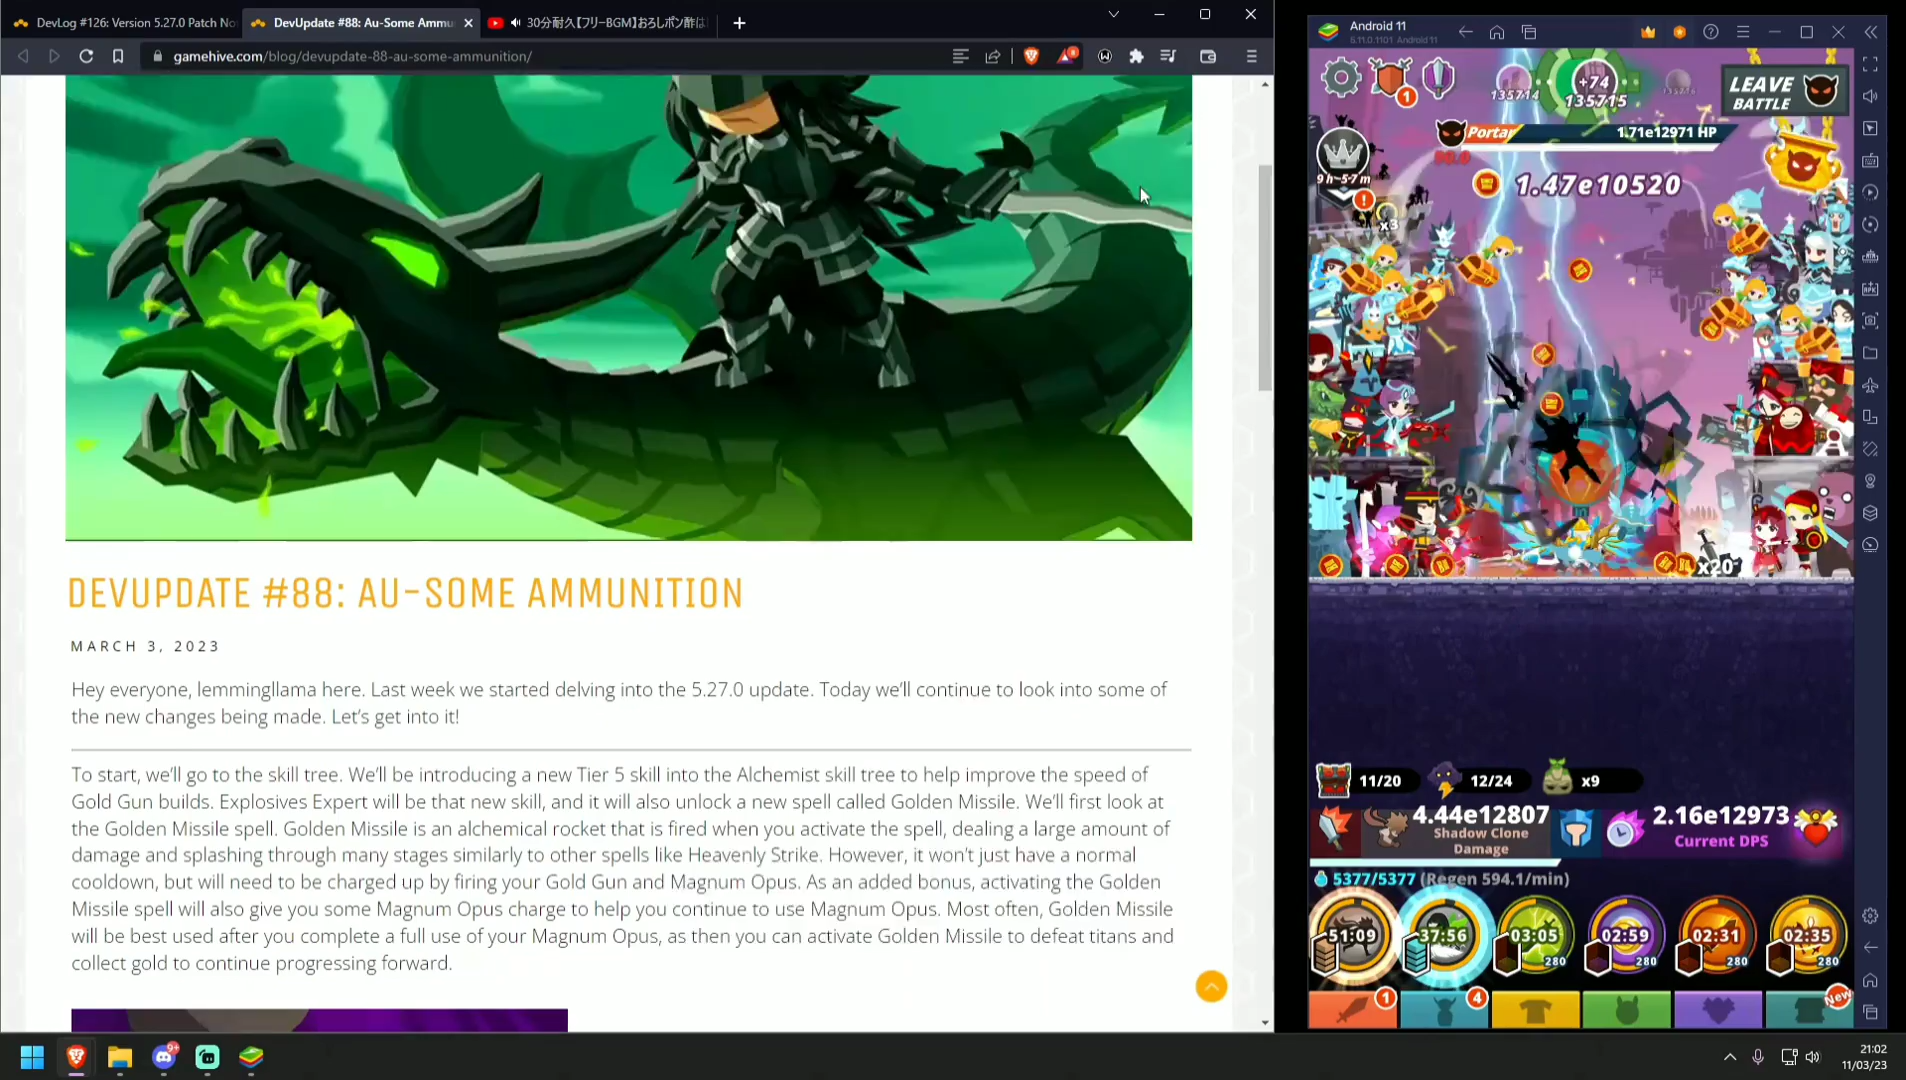 DevLog #126: Version 5.27.0 Patch No
DevUpdate #88: Au-Some Ammu
30分耐久【フリーBGM】おろしポン酢は
gamehive.com/blog/devupdate-88-au-some-ammunition/
DEVUPDATE #88: AU-SOME AMMUNITION
MARCH 3, 2023
Hey everyone, lemmingllama here. Last week we started delving into the 5.27.0 update. Today we'll continue to look into some of
the new changes being made. Let's get into it!
To start, we'll go to the skill tree. We'll be introducing a new Tier 5 skill into the Alchemist skill tree to help improve the speed of
Gold Gun builds. Explosives Expert will be that new skill, and it will also unlock a new spell called Golden Missile. We'll first look at
the Golden Missile spell. Golden Missile is an alchemical rocket that is fired when you activate the spell, dealing a large amount of
damage and splashing through many stages similarly to other spells like Heavenly Strike. However, it won't just have a normal
cooldown, but will need to be charged up by firing your Gold Gun and Magnum Opus. As an added bonus, activating the Golden
Missile spell will also give you some Magnum Opus charge to help you continue to use Magnum Opus. Most often, Golden Missile
will be best used after you complete a full use of your Magnum Opus, as then you can activate Golden Missile to defeat titans and
collect gold to continue progressing forward.
Android 11
5.11.0.1101 Android 11
1
135714
+74
135715
LEAVE
BATTLE
Portar
1.71e12971 HP
9 h 57 m
1.47e10520
x3
x20
11/20
12/24
x9
4.44e12807
Shadow Clone
Damage
2.16e12973
Current DPS
5377/5377 (Regen 594.1/min)
51:09
37:56
03:05
280
02:59
280
02:31
280
02:35
280
1
4
New
9+
21:02
11/03/23